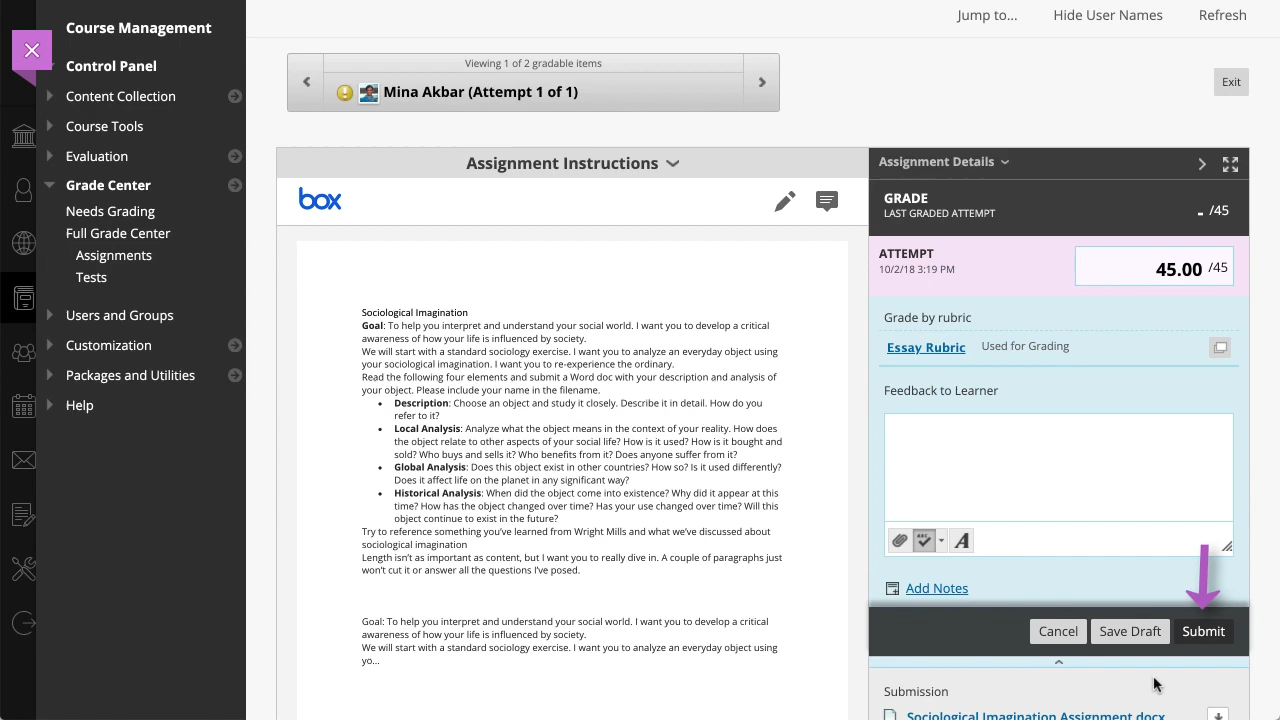 Course Management
Control Panel
Content Collection
Course Tools
Evaluation
Grade Center
Needs Grading
Full Grade Center
Assignments
Tests
Users and Groups
Customization
Packages and Utilities
Help
Jump to...
Hide User Names
Refresh
Viewing 1 of 2 gradable items
Mina Akbar (Attempt 1 of 1)
Exit
Assignment Instructions
box
Sociological Imagination
Goal: To help you interpret and understand your social world. I want you to develop a critical
awareness of how your life is influenced by society.
We will start with a standard sociology exercise. I want you to analyze an everyday object using
your sociological imagination. I want you to re-experience the ordinary.
Read the following four elements and submit a Word doc with your description and analysis of
your object. Please include your name in the filename.
• Description: Choose an object and study it closely. Describe it in detail. How do you
refer to it?
• Local Analysis: Analyze what the object means in the context of your reality. How does
the object relate to other aspects of your social life? How is it used? How is it bought and
sold? Who buys and sells it? Who benefits from it? Does anyone suffer from it?
• Global Analysis: Does this object exist in other countries? How so? Is it used differently?
Does it affect life on the planet in any significant way?
• Historical Analysis: When did the object come into existence? Why did it appear at this
time? How has the object changed over time? Has your use changed over time? Will this
object continue to exist in the future?
Try to reference something you've learned from Wright Mills and what we've discussed about
sociological imagination
Length isn't as important as content, but I want you to really dive in. A couple of paragraphs just
won't cut it or answer all the questions I've posed.
Goal: To help you interpret and understand your social world. I want you to develop a critical
awareness of how your life is influenced by society.
We will start with a standard sociology exercise. I want you to analyze an everyday object using
yo...
Assignment Details
GRADE
LAST GRADED ATTEMPT
- /45
ATTEMPT
10/2/18 3:19 PM
45.00 /45
Grade by rubric
Essay Rubric Used for Grading
Feedback to Learner
ABC
A
Add Notes
Cancel
Save Draft
Submit
Submission
Sociological Imagination Assignment.docx